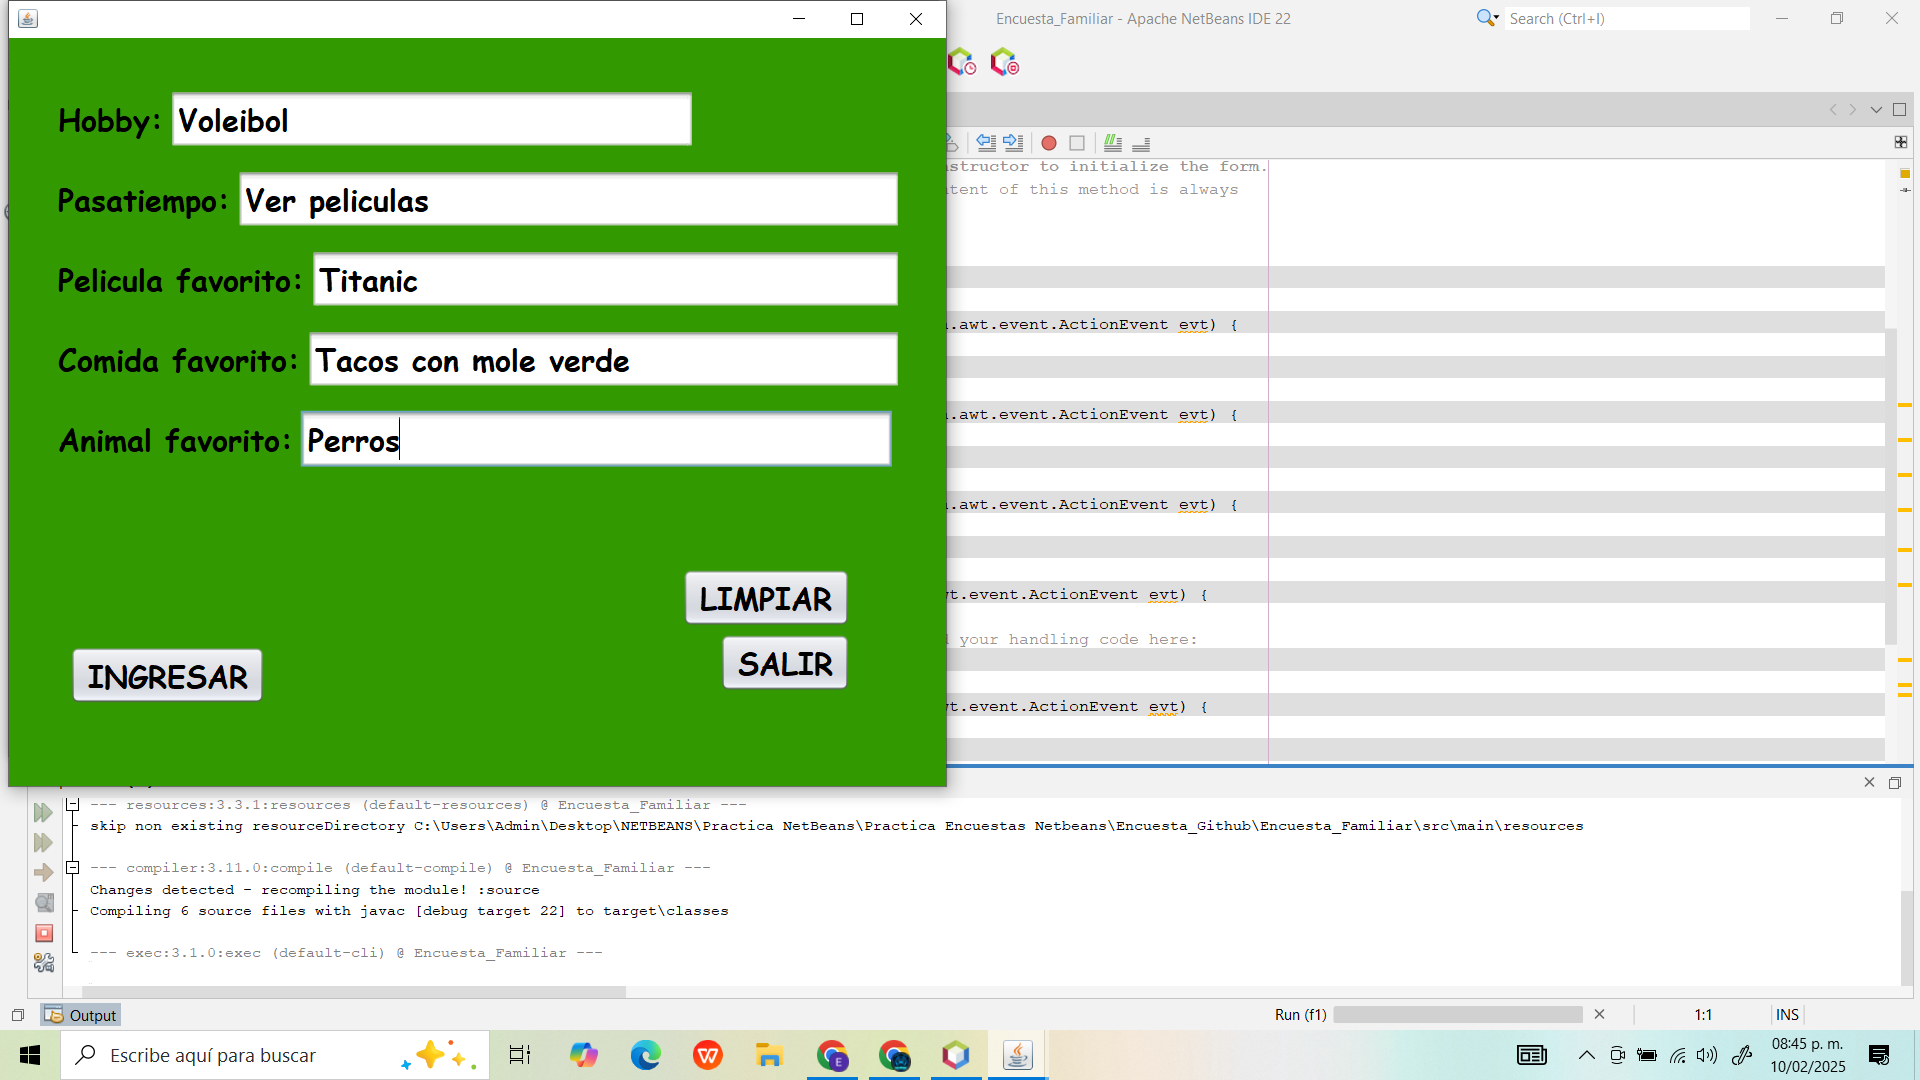 Encuesta_Familiar - Apache NetBeans IDE 22
Search (Ctrl+I)
Hobby: Voleibol
Pasatiempo: Ver peliculas
Pelicula favorito: Titanic
Comida favorito: Tacos con mole verde
Animal favorito: Perros
LIMPIAR
SALIR
INGRESAR
structor to initialize the form.
tent of this method is always
.awt.event.ActionEvent evt) {
.awt.event.ActionEvent evt) {
.awt.event.ActionEvent evt) {
t.event.ActionEvent evt) {
your handling code here:
t.event.ActionEvent evt) {
--- resources:3.3.1:resources (default-resources) @ Encuesta_Familiar ---
skip non existing resourceDirectory C:\Users\Admin\Desktop\NETBEANS\Practica NetBeans\Practica Encuestas Netbeans\Encuesta_Github\Encuesta_Familiar\src\main\resources
--- compiler:3.11.0:compile (default-compile) @ Encuesta_Familiar ---
Changes detected - recompiling the module! :source
Compiling 6 source files with javac [debug target 22] to target\classes
--- exec:3.1.0:exec (default-cli) @ Encuesta_Familiar ---
Output
Run (f1)
1:1
INS
Escribe aquí para buscar
08:45 p. m.
10/02/2025